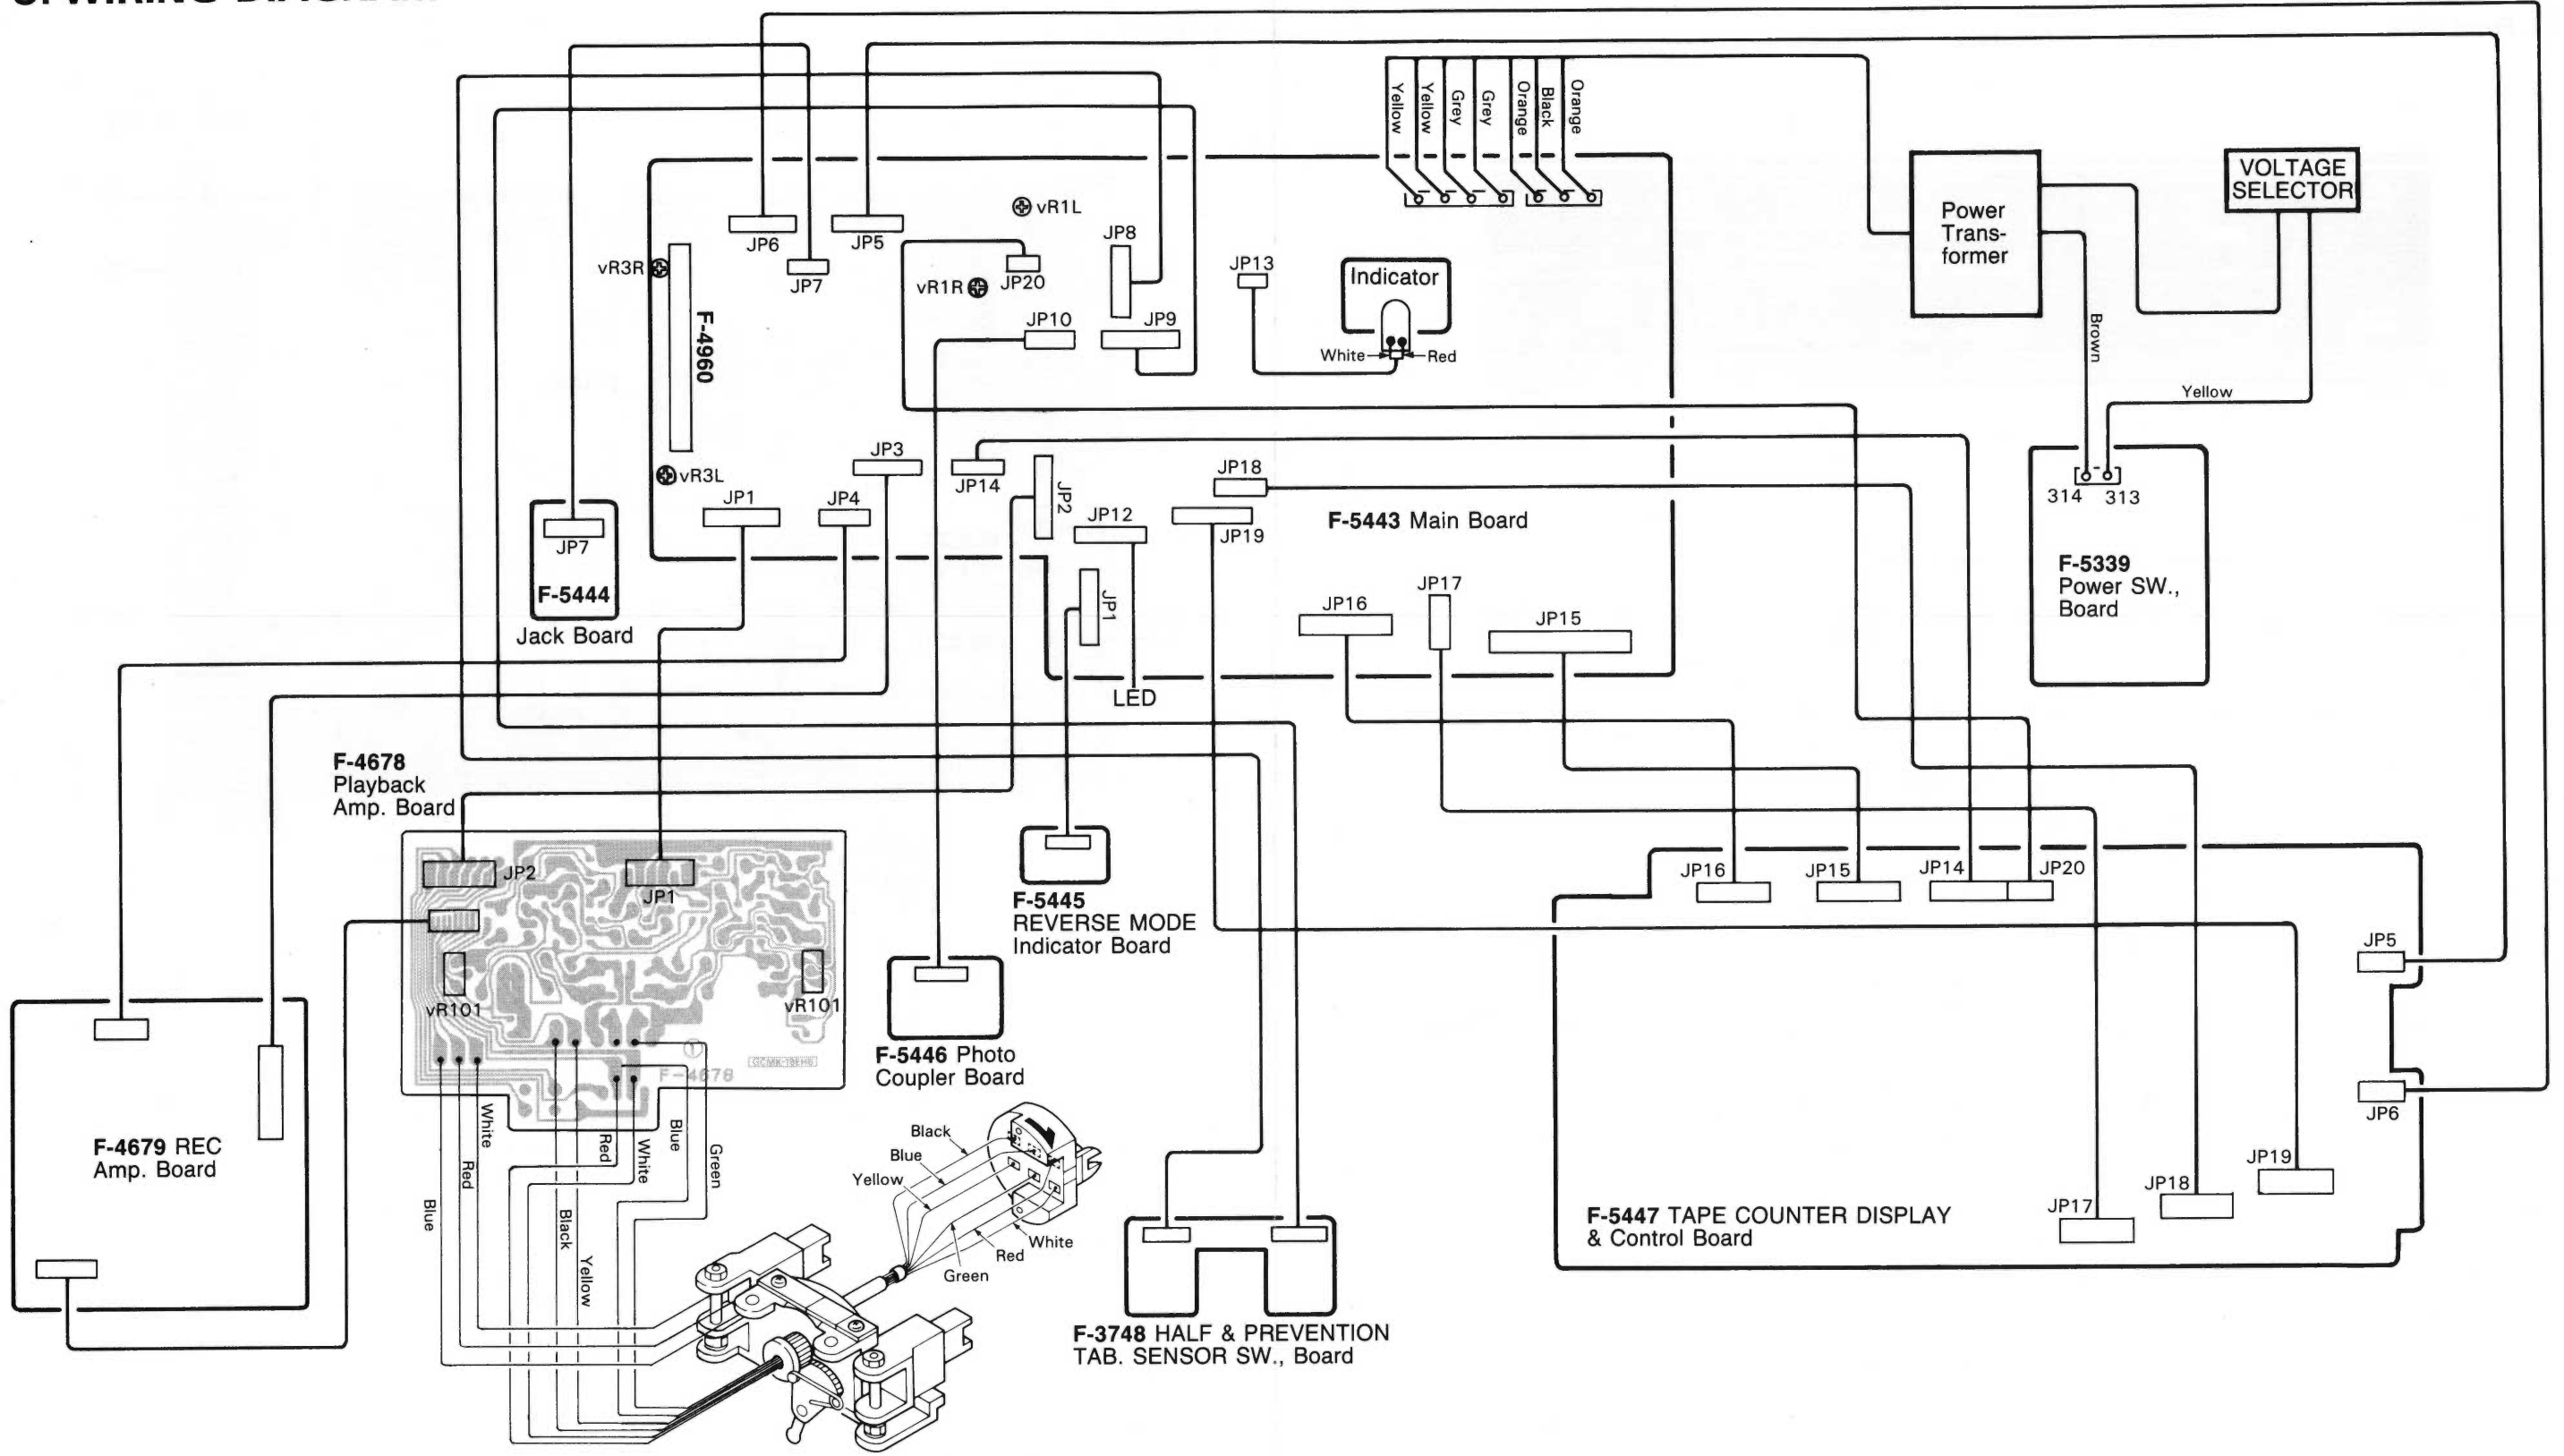 Yellow
Yellow
Grey
Grey
Orange
Black
Orange
VOLTAGE
SELECTOR
Power
Trans-
former
vR1L
JP6
JP5
JP8
vR3R
JP7
vR1R
JP20
JP13
Indicator
F-4960
JP10
JP9
White
Red
Brown
Yellow
JP3
vR3L
JP14
JP18
JP1
JP4
JP2
JP12
314
313
F-5443 Main Board
JP19
JP7
F-5444
Jack Board
F-5339
Power SW.,
Board
JP17
JP16
JP15
JP1
LED
F-4678
Playback
Amp. Board
JP2
JP1
JP16
JP15
JP14
JP20
F-5445
REVERSE MODE
Indicator Board
JP5
vR101
vR101
1
GCMK-19EHB
F-4678
F-5446 Photo
Coupler Board
JP6
F-4679 REC
Amp. Board
White
Red
Blue
Black
Yellow
Red
White
Blue
Green
Black
Blue
Yellow
White
Red
Green
JP19
JP18
JP17
F-5447 TAPE COUNTER DISPLAY
& Control Board
F-3748 HALF & PREVENTION
TAB. SENSOR SW., Board